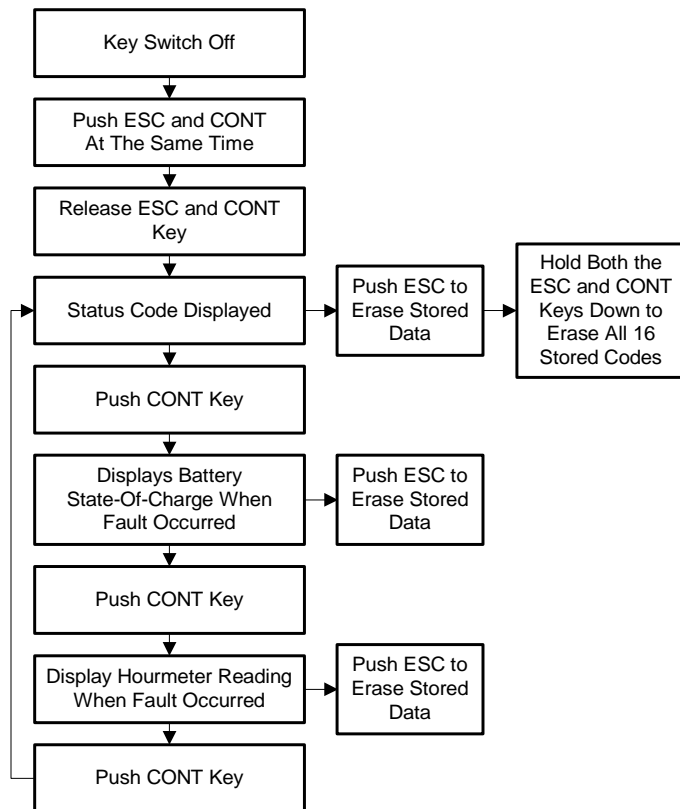 Key Switch Off
Push ESC and CONT
At The Same Time
Release ESC and CONT
Key
Status Code Displayed
Push ESC to
Erase Stored
Data
Hold Both the
ESC and CONT
Keys Down to
Erase All 16
Stored Codes
Push CONT Key
Displays Battery
State-Of-Charge When
Fault Occurred
Push ESC to
Erase Stored
Data
Push CONT Key
Display Hourmeter Reading
When Fault Occurred
Push ESC to
Erase Stored
Data
Push CONT Key